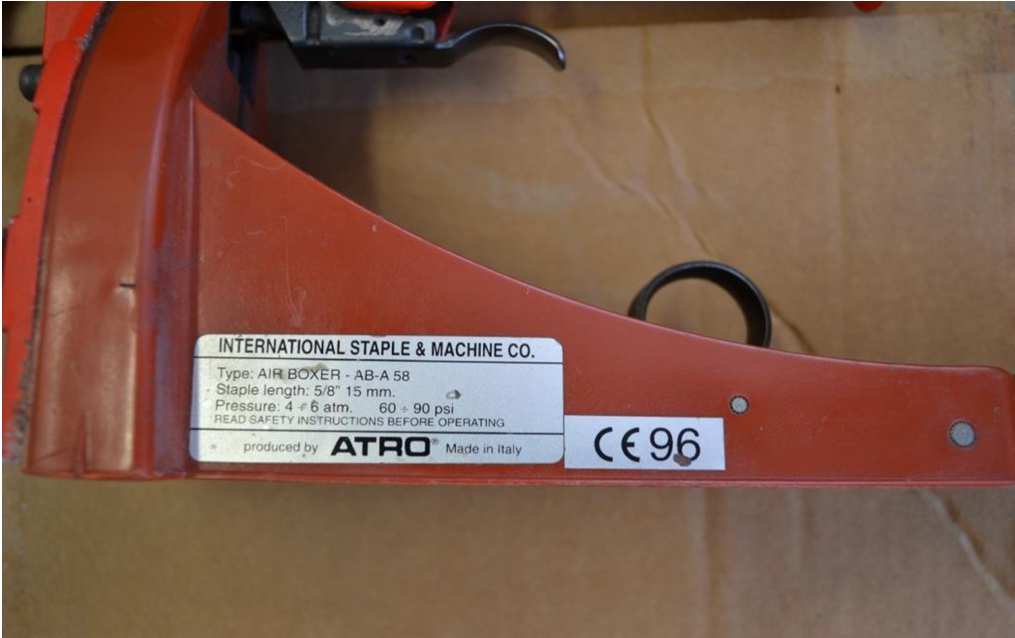 INTERNATIONAL STAPLE & MACHINE CO.
Type: AIR BOXER - AB-A 58
Staple length: 5/8" 15 mm.
Pressure: 4 ÷ 6 atm. 60 ÷ 90 psi
READ SAFETY INSTRUCTIONS BEFORE OPERATING
produced by ATRO® Made in Italy
CE 96